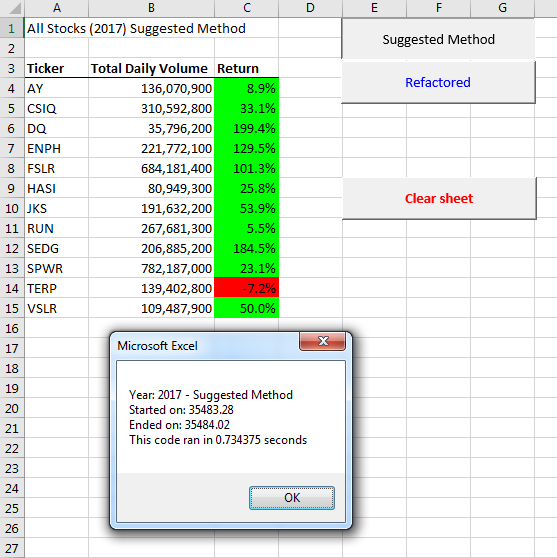 A B C D E F G
1 All Stocks (2017) Suggested Method
Suggested Method
2
3 Ticker Total Daily Volume Return
Refactored
4 AY 136,070,900 8.9%
5 CSIQ 310,592,800 33.1%
6 DQ 35,796,200 199.4%
7 ENPH 221,772,100 129.5%
8 FSLR 684,181,400 101.3%
9 HASI 80,949,300 25.8%
Clear sheet
10 JKS 191,632,200 53.9%
11 RUN 267,681,300 5.5%
12 SEDG 206,885,200 184.5%
13 SPWR 782,187,000 23.1%
14 TERP 139,402,800 -7.2%
15 VSLR 109,487,900 50.0%
16
17
18
19
20
21
22
23
24
25
26
27
Microsoft Excel
Year: 2017 - Suggested Method
Started on: 35483.28
Ended on: 35484.02
This code ran in 0.734375 seconds
OK